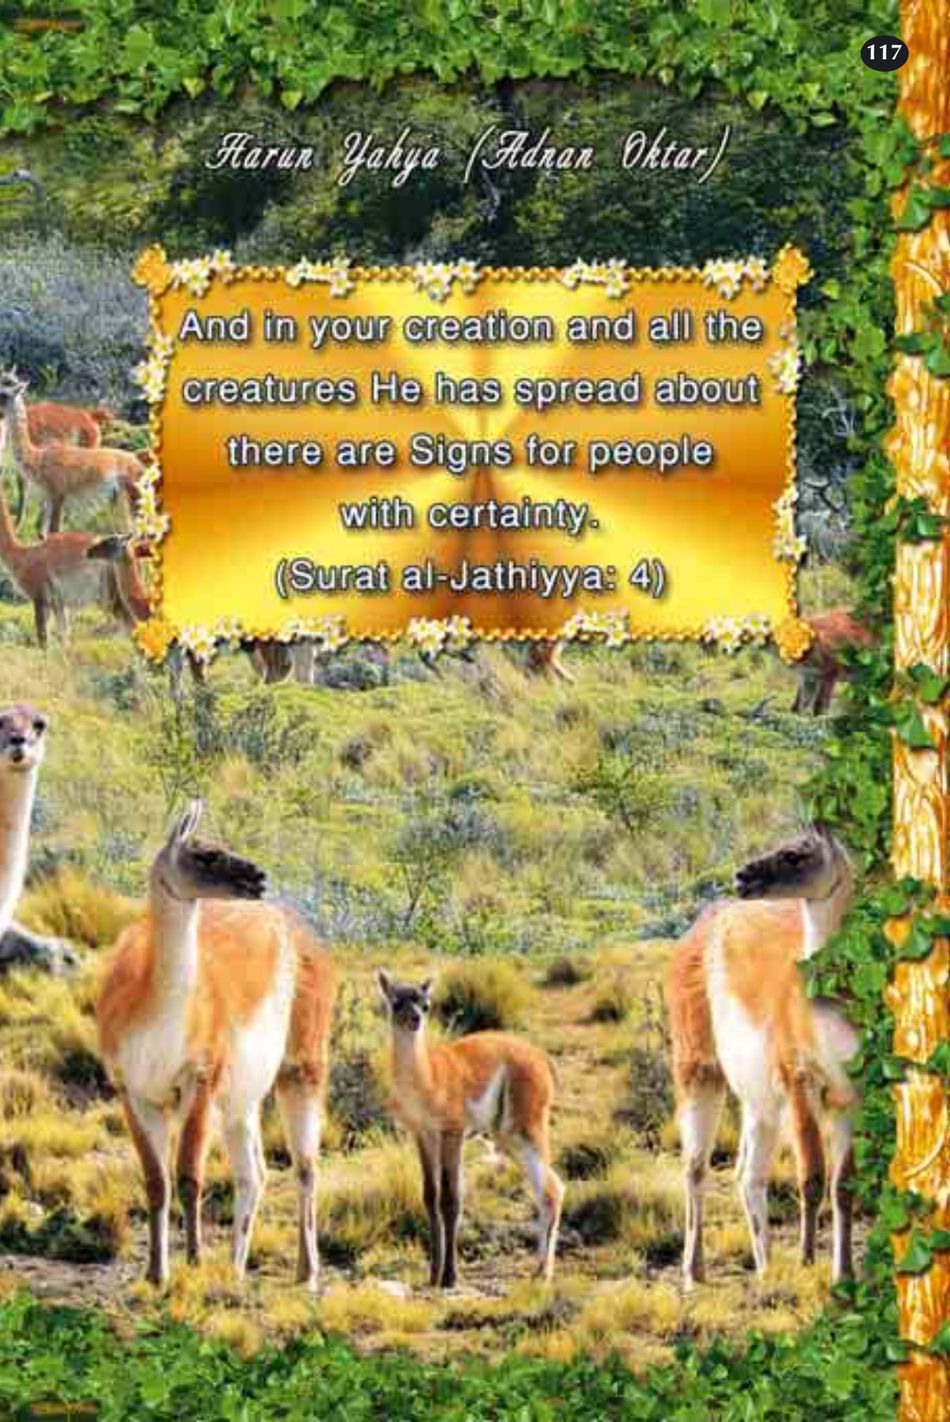 117
Harun Yahya (Adnan Oktar)
And in your creation and all the
creatures He has spread about
there are Signs for people
with certainty.
(Surat al-Jathiyya: 4)